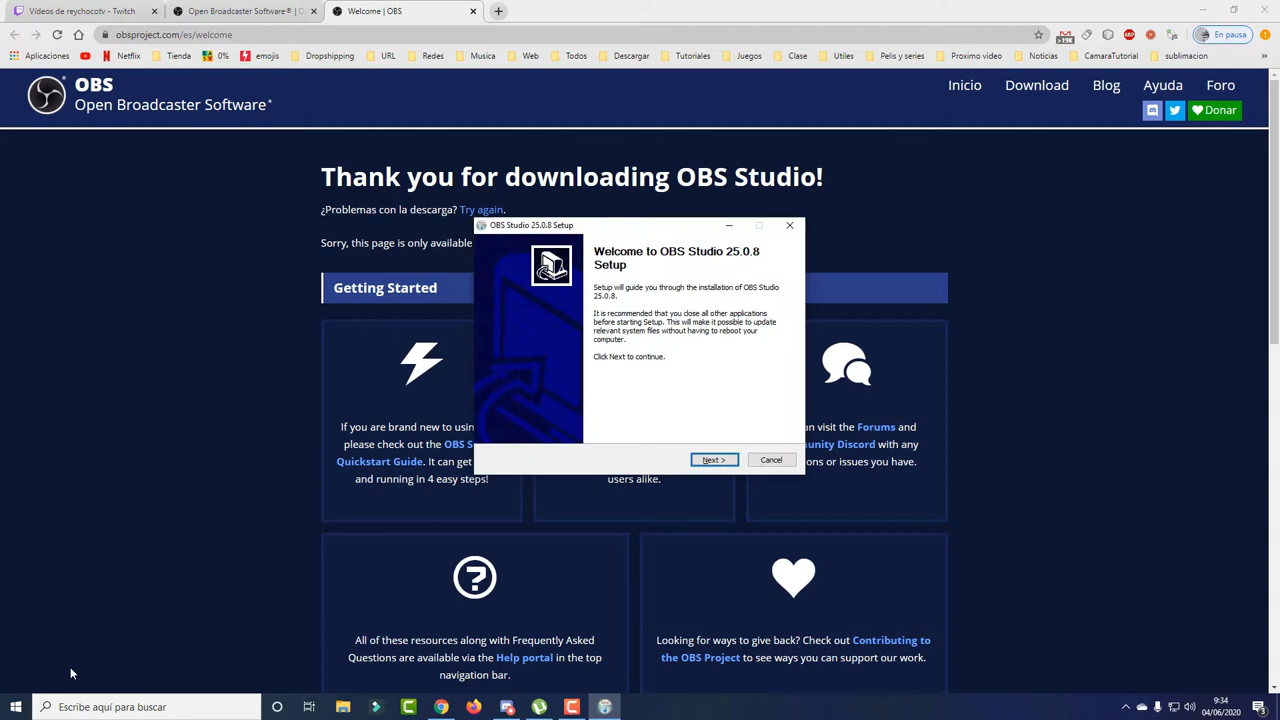 Vídeos de reychocotv - Twitch
Open Broadcaster Software® | O
Welcome | OBS
obsproject.com/es/welcome
>19K
ABP
En pausa
Aplicaciones
YT
Netflix
Tienda
0%
emojis
Dropshipping
URL
Redes
Musica
Web
Todos
Descargar
Tutoriales
Juegos
Clase
Utiles
Pelis y series
Proximo video
Noticias
CamaraTutorial
sublimacion
OBS
Open Broadcaster Software®
Inicio
Download
Blog
Ayuda
Foro
Donar
Thank you for downloading OBS Studio!
¿Problemas con la descarga? Try again.
Sorry, this page is only available
Getting Started
OBS Studio 25.0.8 Setup
Welcome to OBS Studio 25.0.8
Setup
Setup will guide you through the installation of OBS Studio
25.0.8.
It is recommended that you close all other applications
before starting Setup. This will make it possible to update
relevant system files without having to reboot your
computer.
Click Next to continue.
Next >
Cancel
If you are brand new to usin
please check out the OBS S
Quickstart Guide. It can get
and running in 4 easy steps!
users alike.
an visit the Forums and
unity Discord with any
ons or issues you have.
All of these resources along with Frequently Asked
Questions are available via the Help portal in the top
navigation bar.
Looking for ways to give back? Check out Contributing to
the OBS Project to see ways you can support our work.
Escribe aquí para buscar
9:34
04/06/2020
3